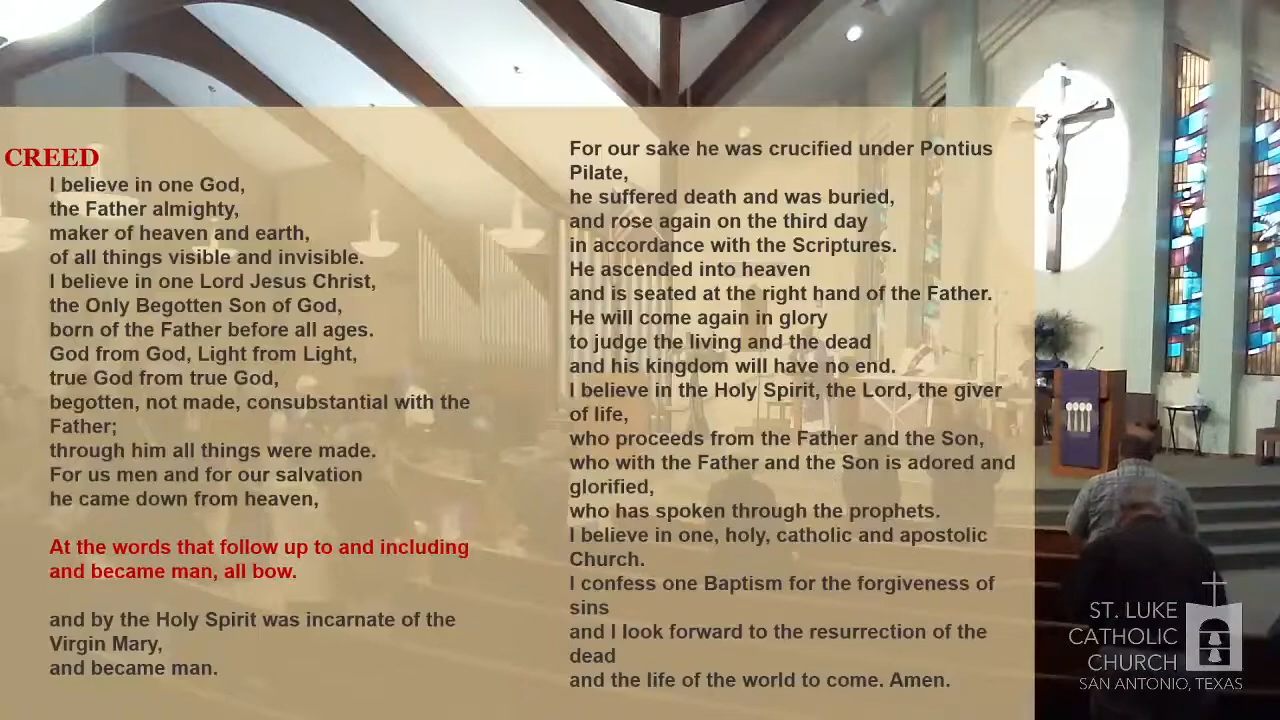 CREED
I believe in one God,
the Father almighty,
maker of heaven and earth,
of all things visible and invisible.
I believe in one Lord Jesus Christ,
the Only Begotten Son of God,
born of the Father before all ages.
God from God, Light from Light,
true God from true God,
begotten, not made, consubstantial with the
Father;
through him all things were made.
For us men and for our salvation
he came down from heaven,
At the words that follow up to and including
and became man, all bow.
and by the Holy Spirit was incarnate of the
Virgin Mary,
and became man.
For our sake he was crucified under Pontius
Pilate,
he suffered death and was buried,
and rose again on the third day
in accordance with the Scriptures.
He ascended into heaven
and is seated at the right hand of the Father.
He will come again in glory
to judge the living and the dead
and his kingdom will have no end.
I believe in the Holy Spirit, the Lord, the giver
of life,
who proceeds from the Father and the Son,
who with the Father and the Son is adored and
glorified,
who has spoken through the prophets.
I believe in one, holy, catholic and apostolic
Church.
I confess one Baptism for the forgiveness of
sins
and I look forward to the resurrection of the
dead
and the life of the world to come. Amen.
ST. LUKE
CATHOLIC
CHURCH
SAN ANTONIO, TEXAS